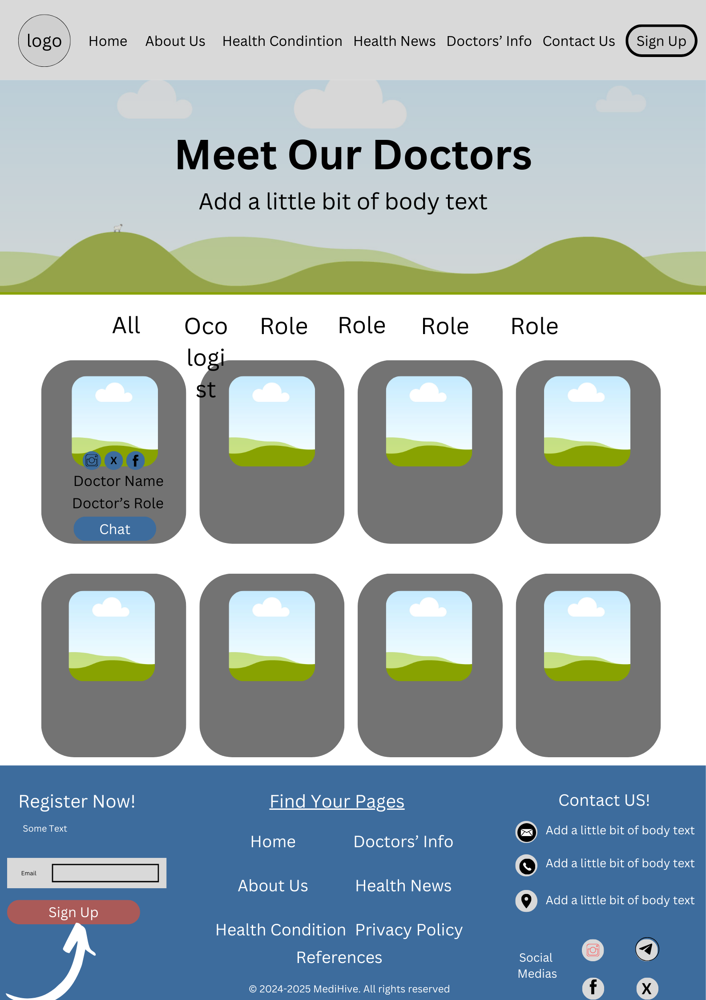 logo
Home About Us Health Condintion Health News Doctors’ Info Contact Us Sign Up
Meet Our Doctors
Add a little bit of body text
All Oco Role Role Role Role
logi
st
X f
Doctor Name
Doctor’s Role
Chat
Register Now!
Some Text
Email
Sign Up
Find Your Pages
Home Doctors’ Info
About Us Health News
Health Condition Privacy Policy
References
© 2024-2025 MediHive. All rights reserved
Contact US!
Add a little bit of body text
Add a little bit of body text
Add a little bit of body text
Social
Medias
f X